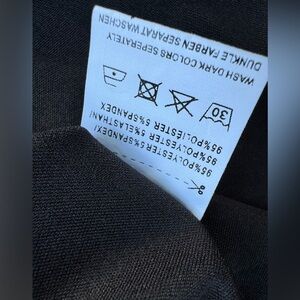 95%POLYESTER 5%SPANDEX/
95%POLYESTER 5%ELASTHAN/
95%POLIESTER 5%SPANDEX
30
WASH DARK COLORS SEPERATELY
DUNKLE FARBEN SEPARAT WASCHEN